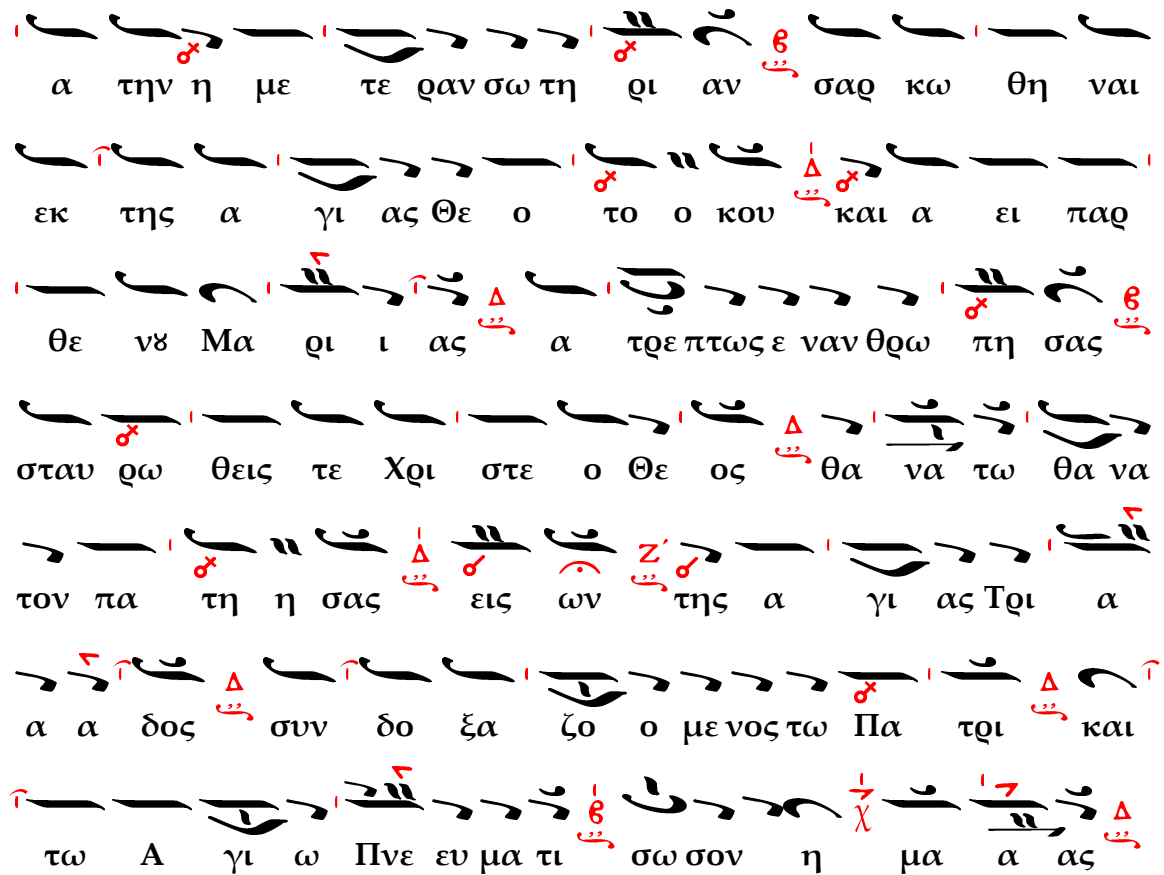 α την η με τε ραν σω τη ρι αν σαρ κω θη ναι
εκ της α γι ας Θε ο το ο κου Δ και α ει παρ
θε νȣ Μα ρι ι ας Δ α τρε πτως ε ναν θρω πη σας
σταυ ρω θεις τε Χρι στε ο Θε ος Δ θα να τω θα να
τον πα τη η σας Δ εις ων Ζ΄ της α γι ας Τρι α
α α δος Δ συν δο ξα ζο ο με νος τω Πα τρι Δ και
τω Α γι ω Πνε ευ μα τι σω σον η χ μα α ας Δ